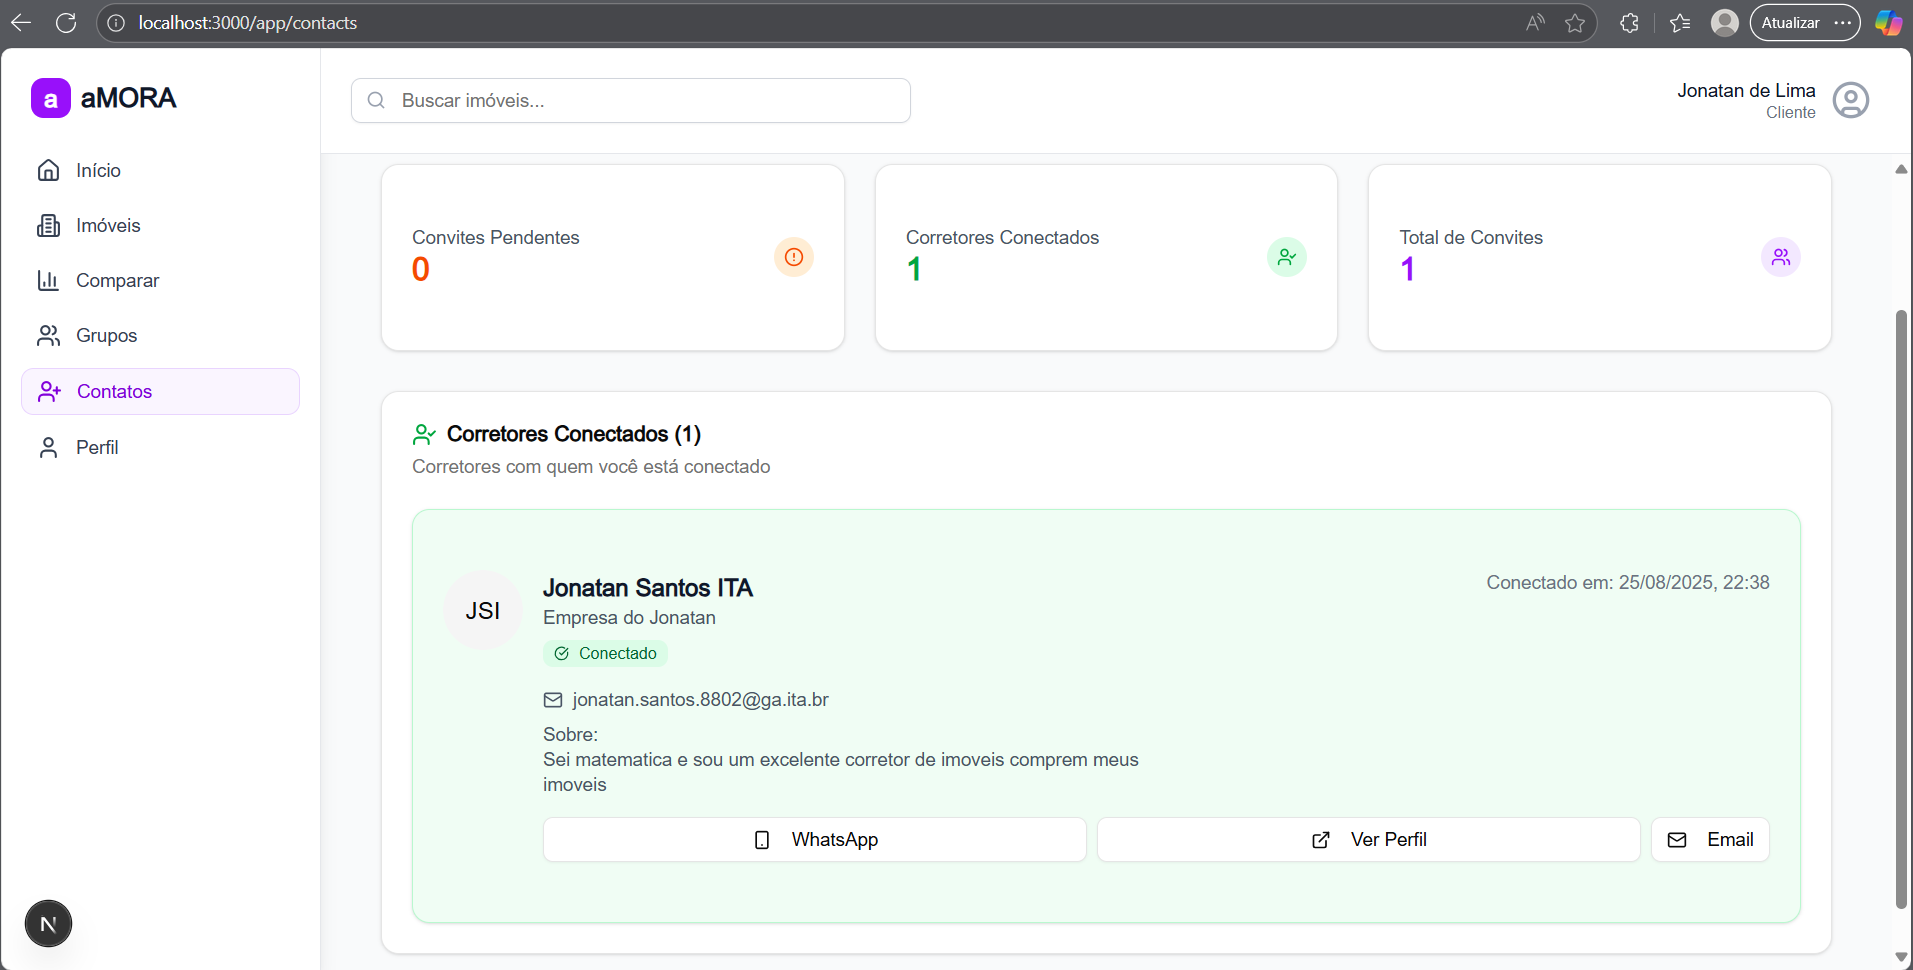 localhost:3000/app/contacts
Atualizar
a aMORA
Buscar imóveis...
Jonatan de Lima
Cliente
Início
Imóveis
Comparar
Grupos
Contatos
Perfil
Convites Pendentes
0
Corretores Conectados
1
Total de Convites
1
Corretores Conectados (1)
Corretores com quem você está conectado
JSI
Jonatan Santos ITA
Conectado em: 25/08/2025, 22:38
Empresa do Jonatan
Conectado
jonatan.santos.8802@ga.ita.br
Sobre:
Sei matematica e sou um excelente corretor de imoveis comprem meus
imoveis
WhatsApp
Ver Perfil
Email
N